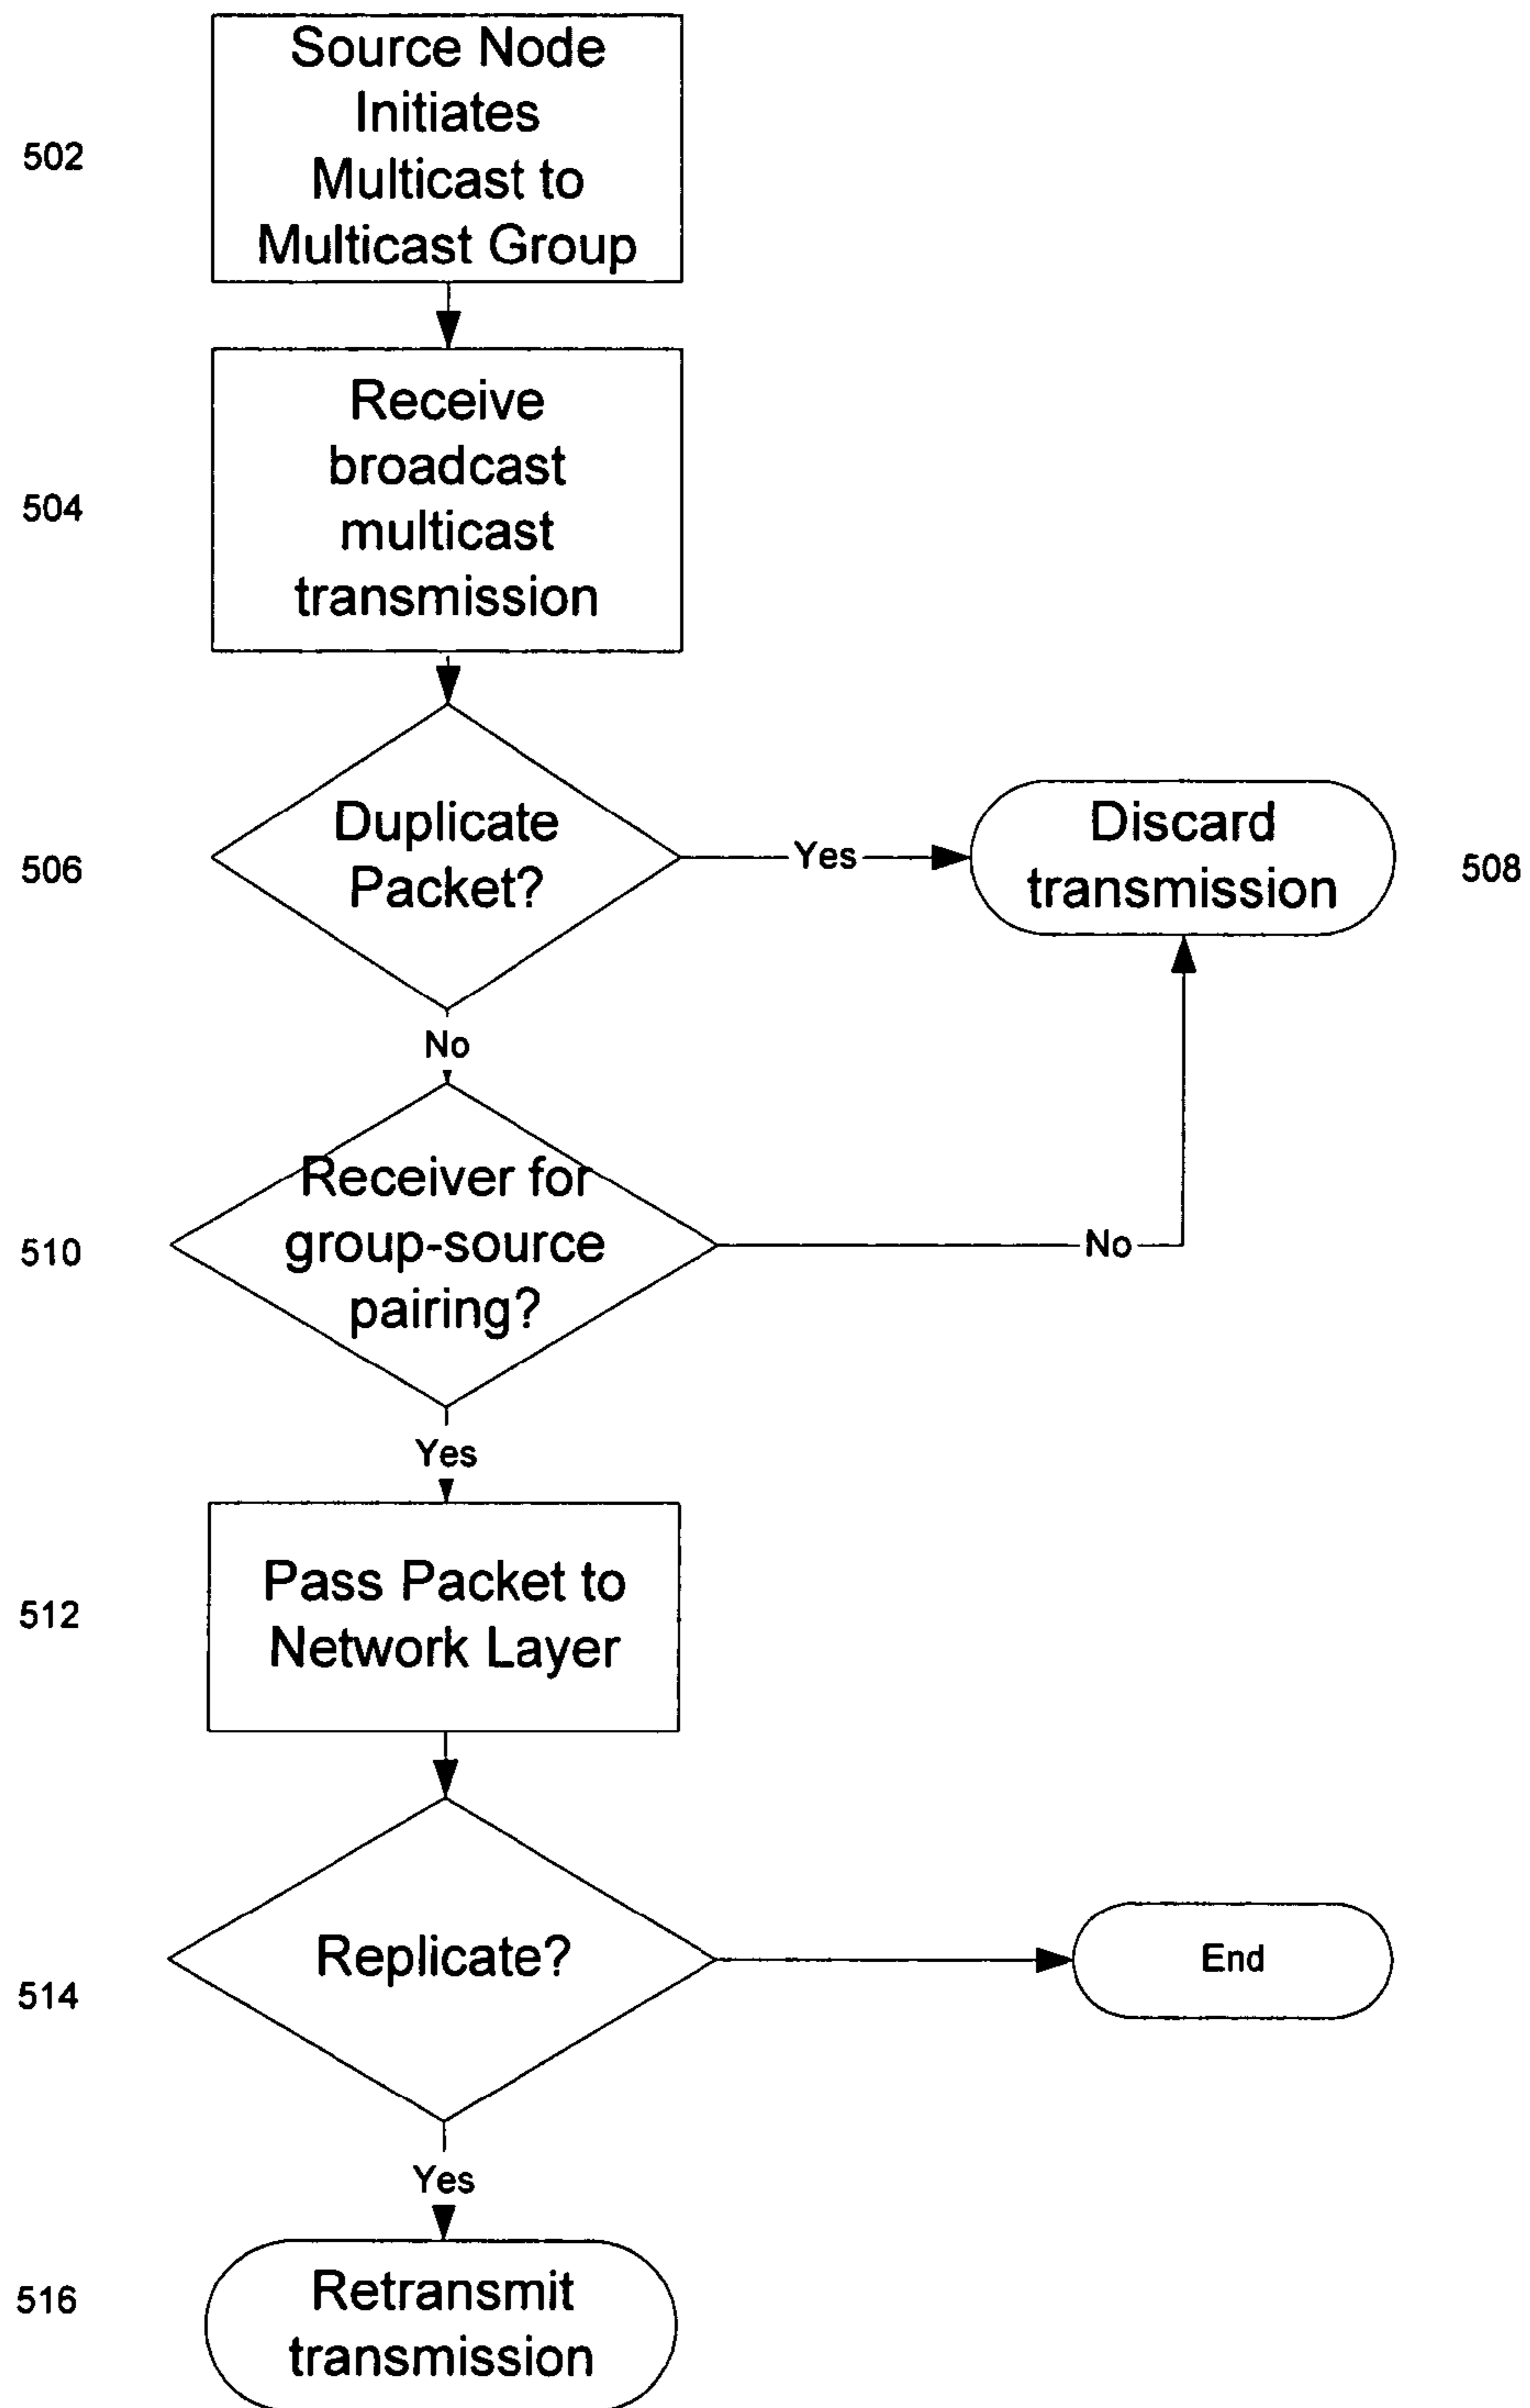 502
Source Node
Initiates
Multicast to
Multicast Group
504
Receive
broadcast
multicast
transmission
506
Duplicate
Packet?
Yes
Discard
transmission
508
No
510
Receiver for
group-source
pairing?
No
Yes
512
Pass Packet to
Network Layer
514
Replicate?
End
Yes
516
Retransmit
transmission